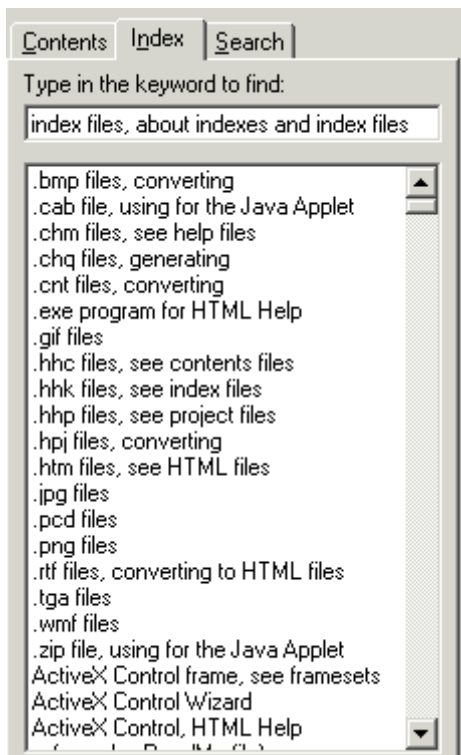 Contents Index Search
Type in the keyword to find:
index files, about indexes and index files
.bmp files, converting
.cab file, using for the Java Applet
.chm files, see help files
.chq files, generating
.cnt files, converting
.exe program for HTML Help
.gif files
.hhc files, see contents files
.hhk files, see index files
.hhp files, see project files
.hpj files, converting
.htm files, see HTML files
.jpg files
.pcd files
.png files
.rtf files, converting to HTML files
.tga files
.wmf files
.zip file, using for the Java Applet
ActiveX Control frame, see framesets
ActiveX Control Wizard
ActiveX Control, HTML Help